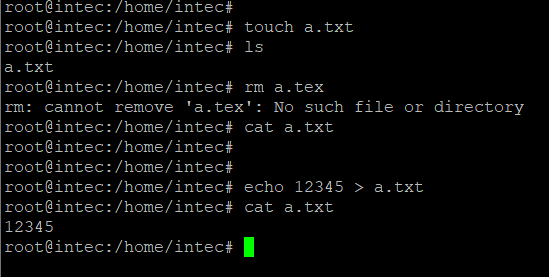 root@intec:/home/intec#
root@intec:/home/intec# touch a.txt
root@intec:/home/intec# ls
a.txt
root@intec:/home/intec# rm a.tex
rm: cannot remove 'a.tex': No such file or directory
root@intec:/home/intec# cat a.txt
root@intec:/home/intec#
root@intec:/home/intec#
root@intec:/home/intec# echo 12345 > a.txt
root@intec:/home/intec# cat a.txt
12345
root@intec:/home/intec#